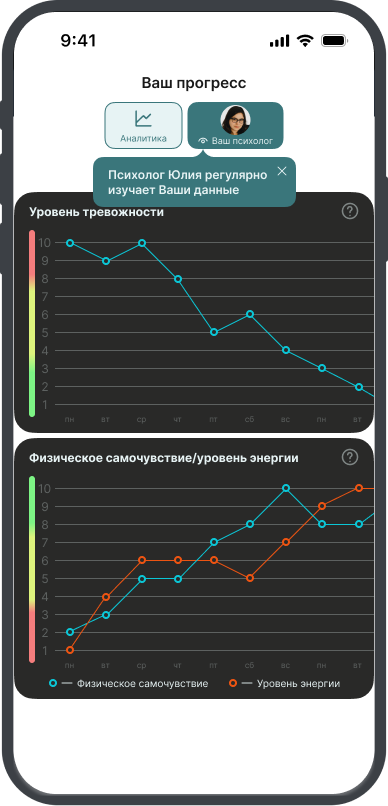 9:41
Ваш прогресс
Аналитика
Ваш психолог
Психолог Юлия регулярно
изучает Ваши данные
Уровень тревожности
10
9
8
7
6
5
4
3
2
1
пн вт ср чт пт сб вс пн вт
Физическое самочувствие/уровень энергии
10
9
8
7
6
5
4
3
2
1
пн вт ср чт пт сб вс пн вт
Физическое самочувствие Уровень энергии